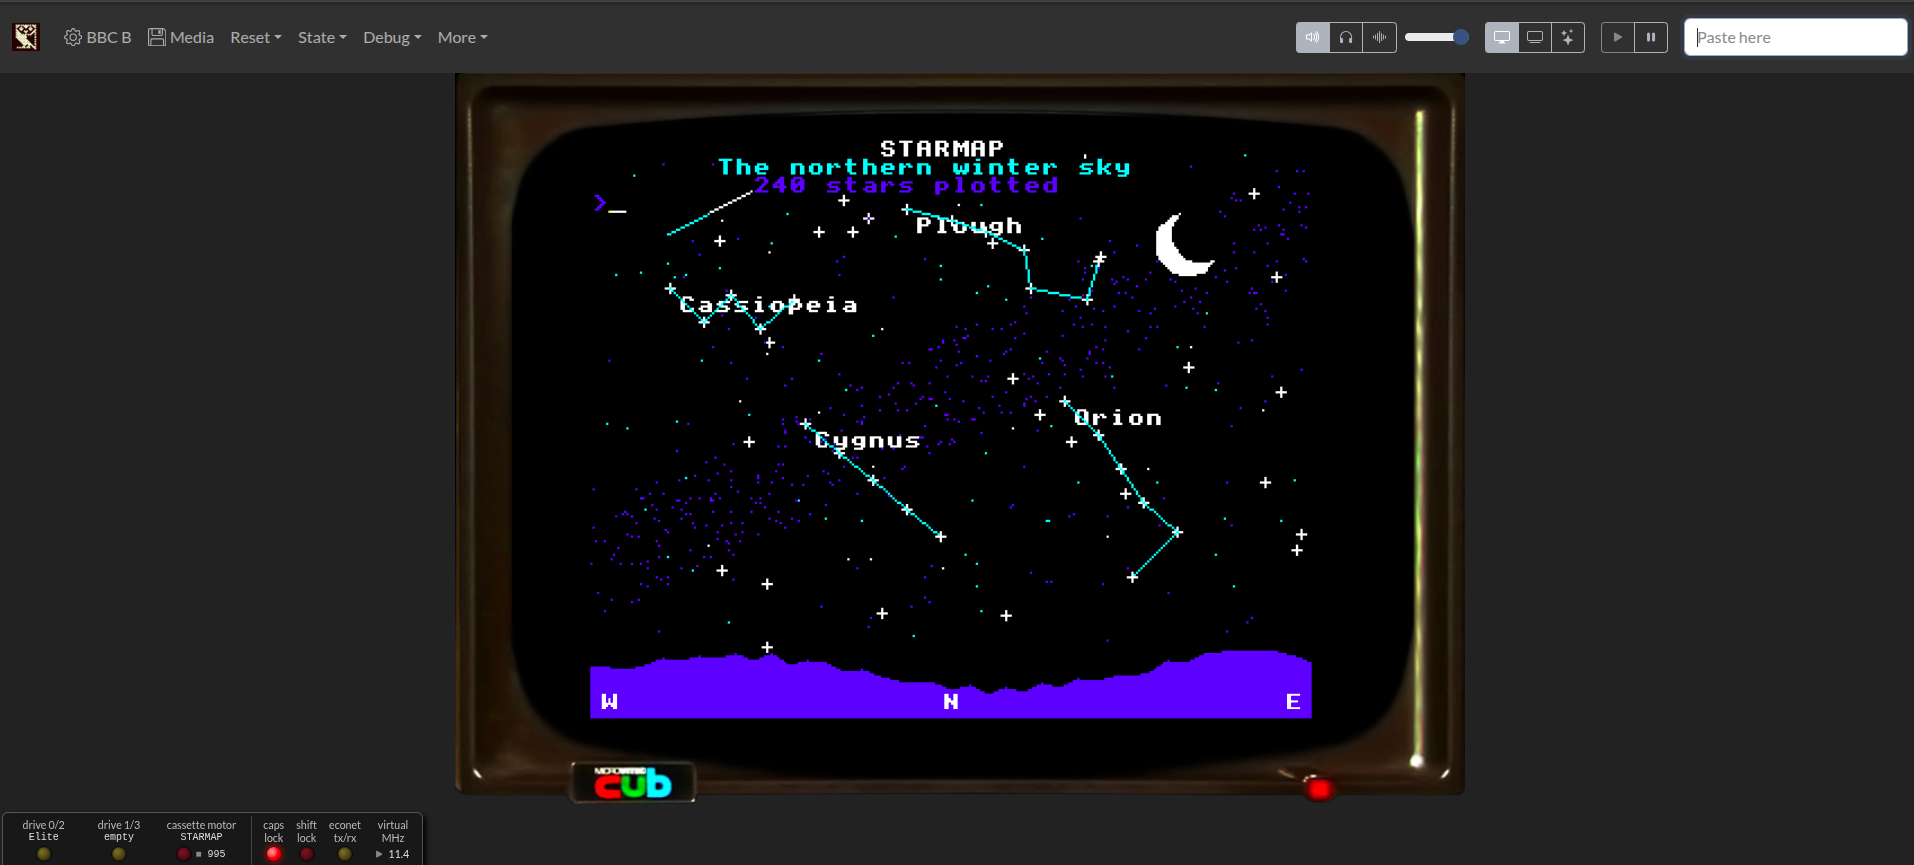 BBC B Media Reset State Debug More Paste here
STARMAP
The northern winter sky
240 stars plotted
>_
Plough
Cassiopeia
Orion
Cygnus
W N E
MICROVITEC
cub
drive 0/2 drive 1/3 cassette motor caps lock shift lock econet tx/rx virtual MHz
Elite empty STARMAP
995 11.4